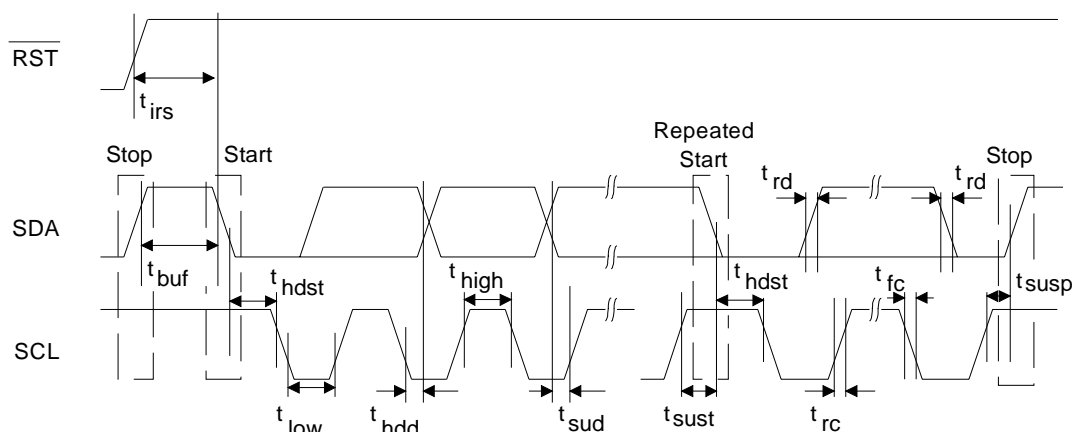 RST
t irs
Repeated
Stop Start Start Stop
t rd t rd
SDA
t buf t hdst t high t hdst t fc t susp
SCL
t low t hdd t sud t sust t rc